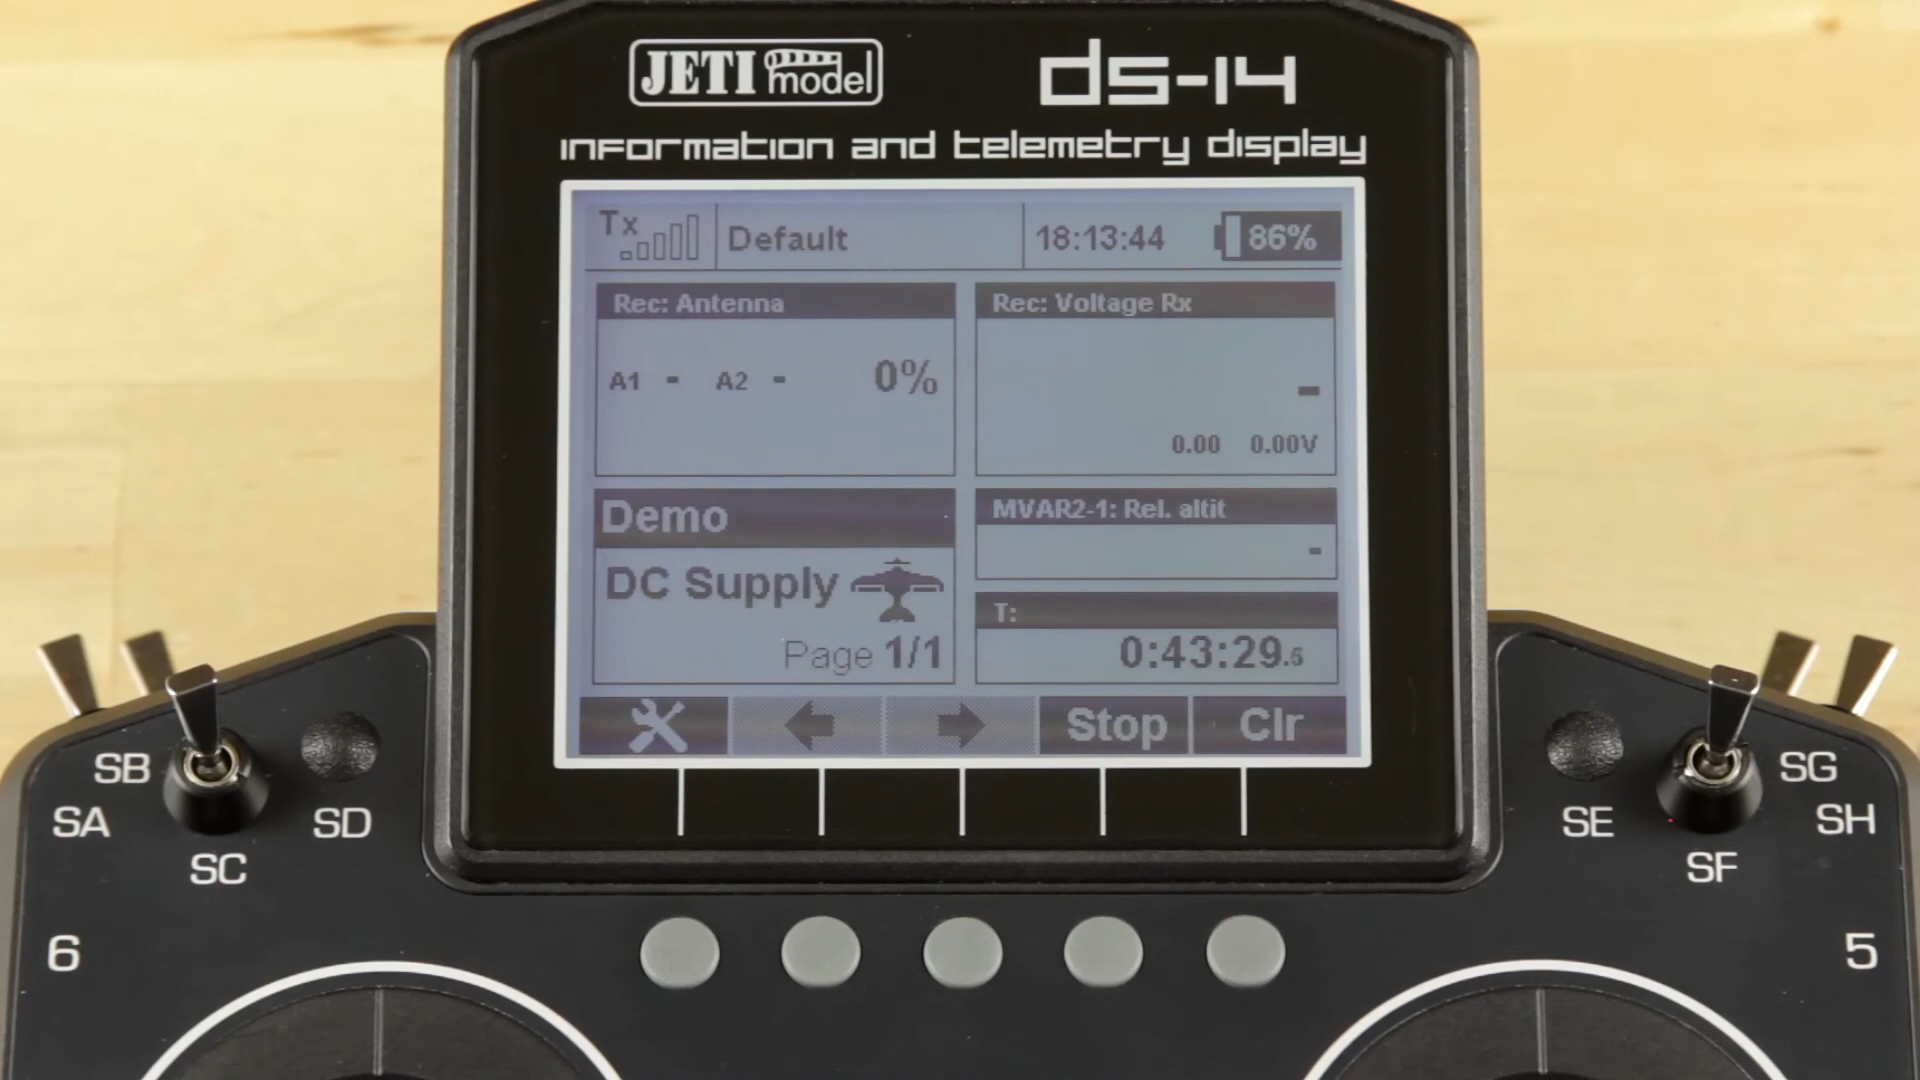 JETI model
DS-14
information and telemetry display
Tx
Default
18:13:44
86%
Rec: Antenna
A1 - A2 - 0%
Rec: Voltage Rx
-
0.00 0.00V
Demo
DC Supply
Page 1/1
MVAR2-1: Rel. altit
-
T:
0:43:29.5
Stop
Clr
SB
SA
SD
SC
6
SG
SE
SH
SF
5